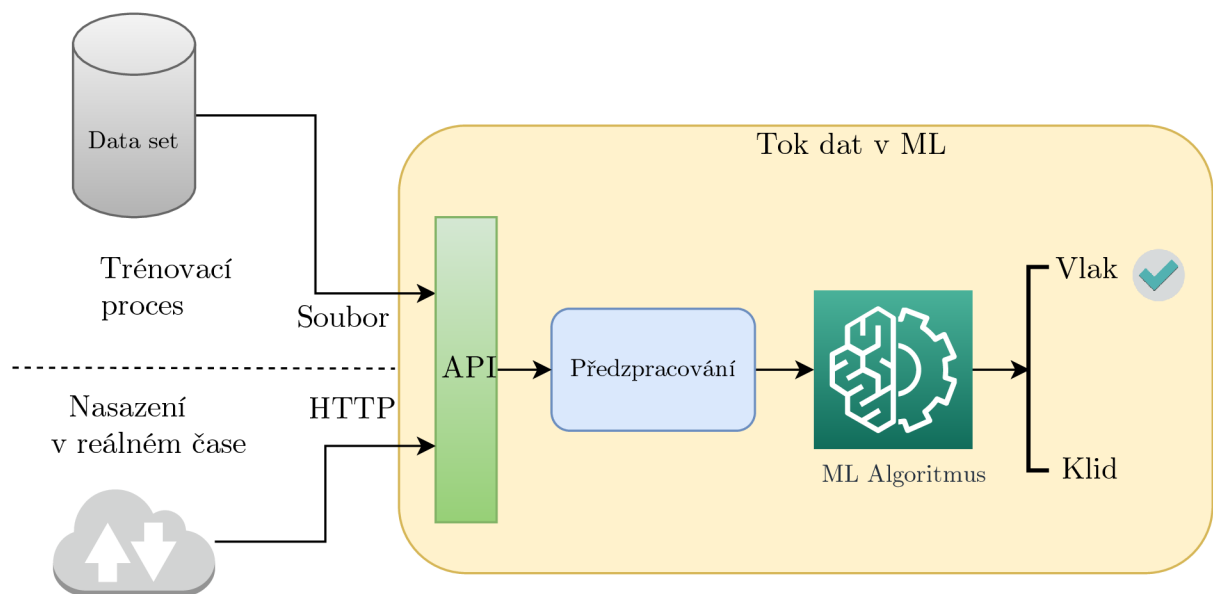 Data set
Tok dat v ML
Trénovací
proces
Soubor
Vlak
API
Předzpracování
HTTP
Nasazení
v reálném čase
ML Algoritmus
Klid